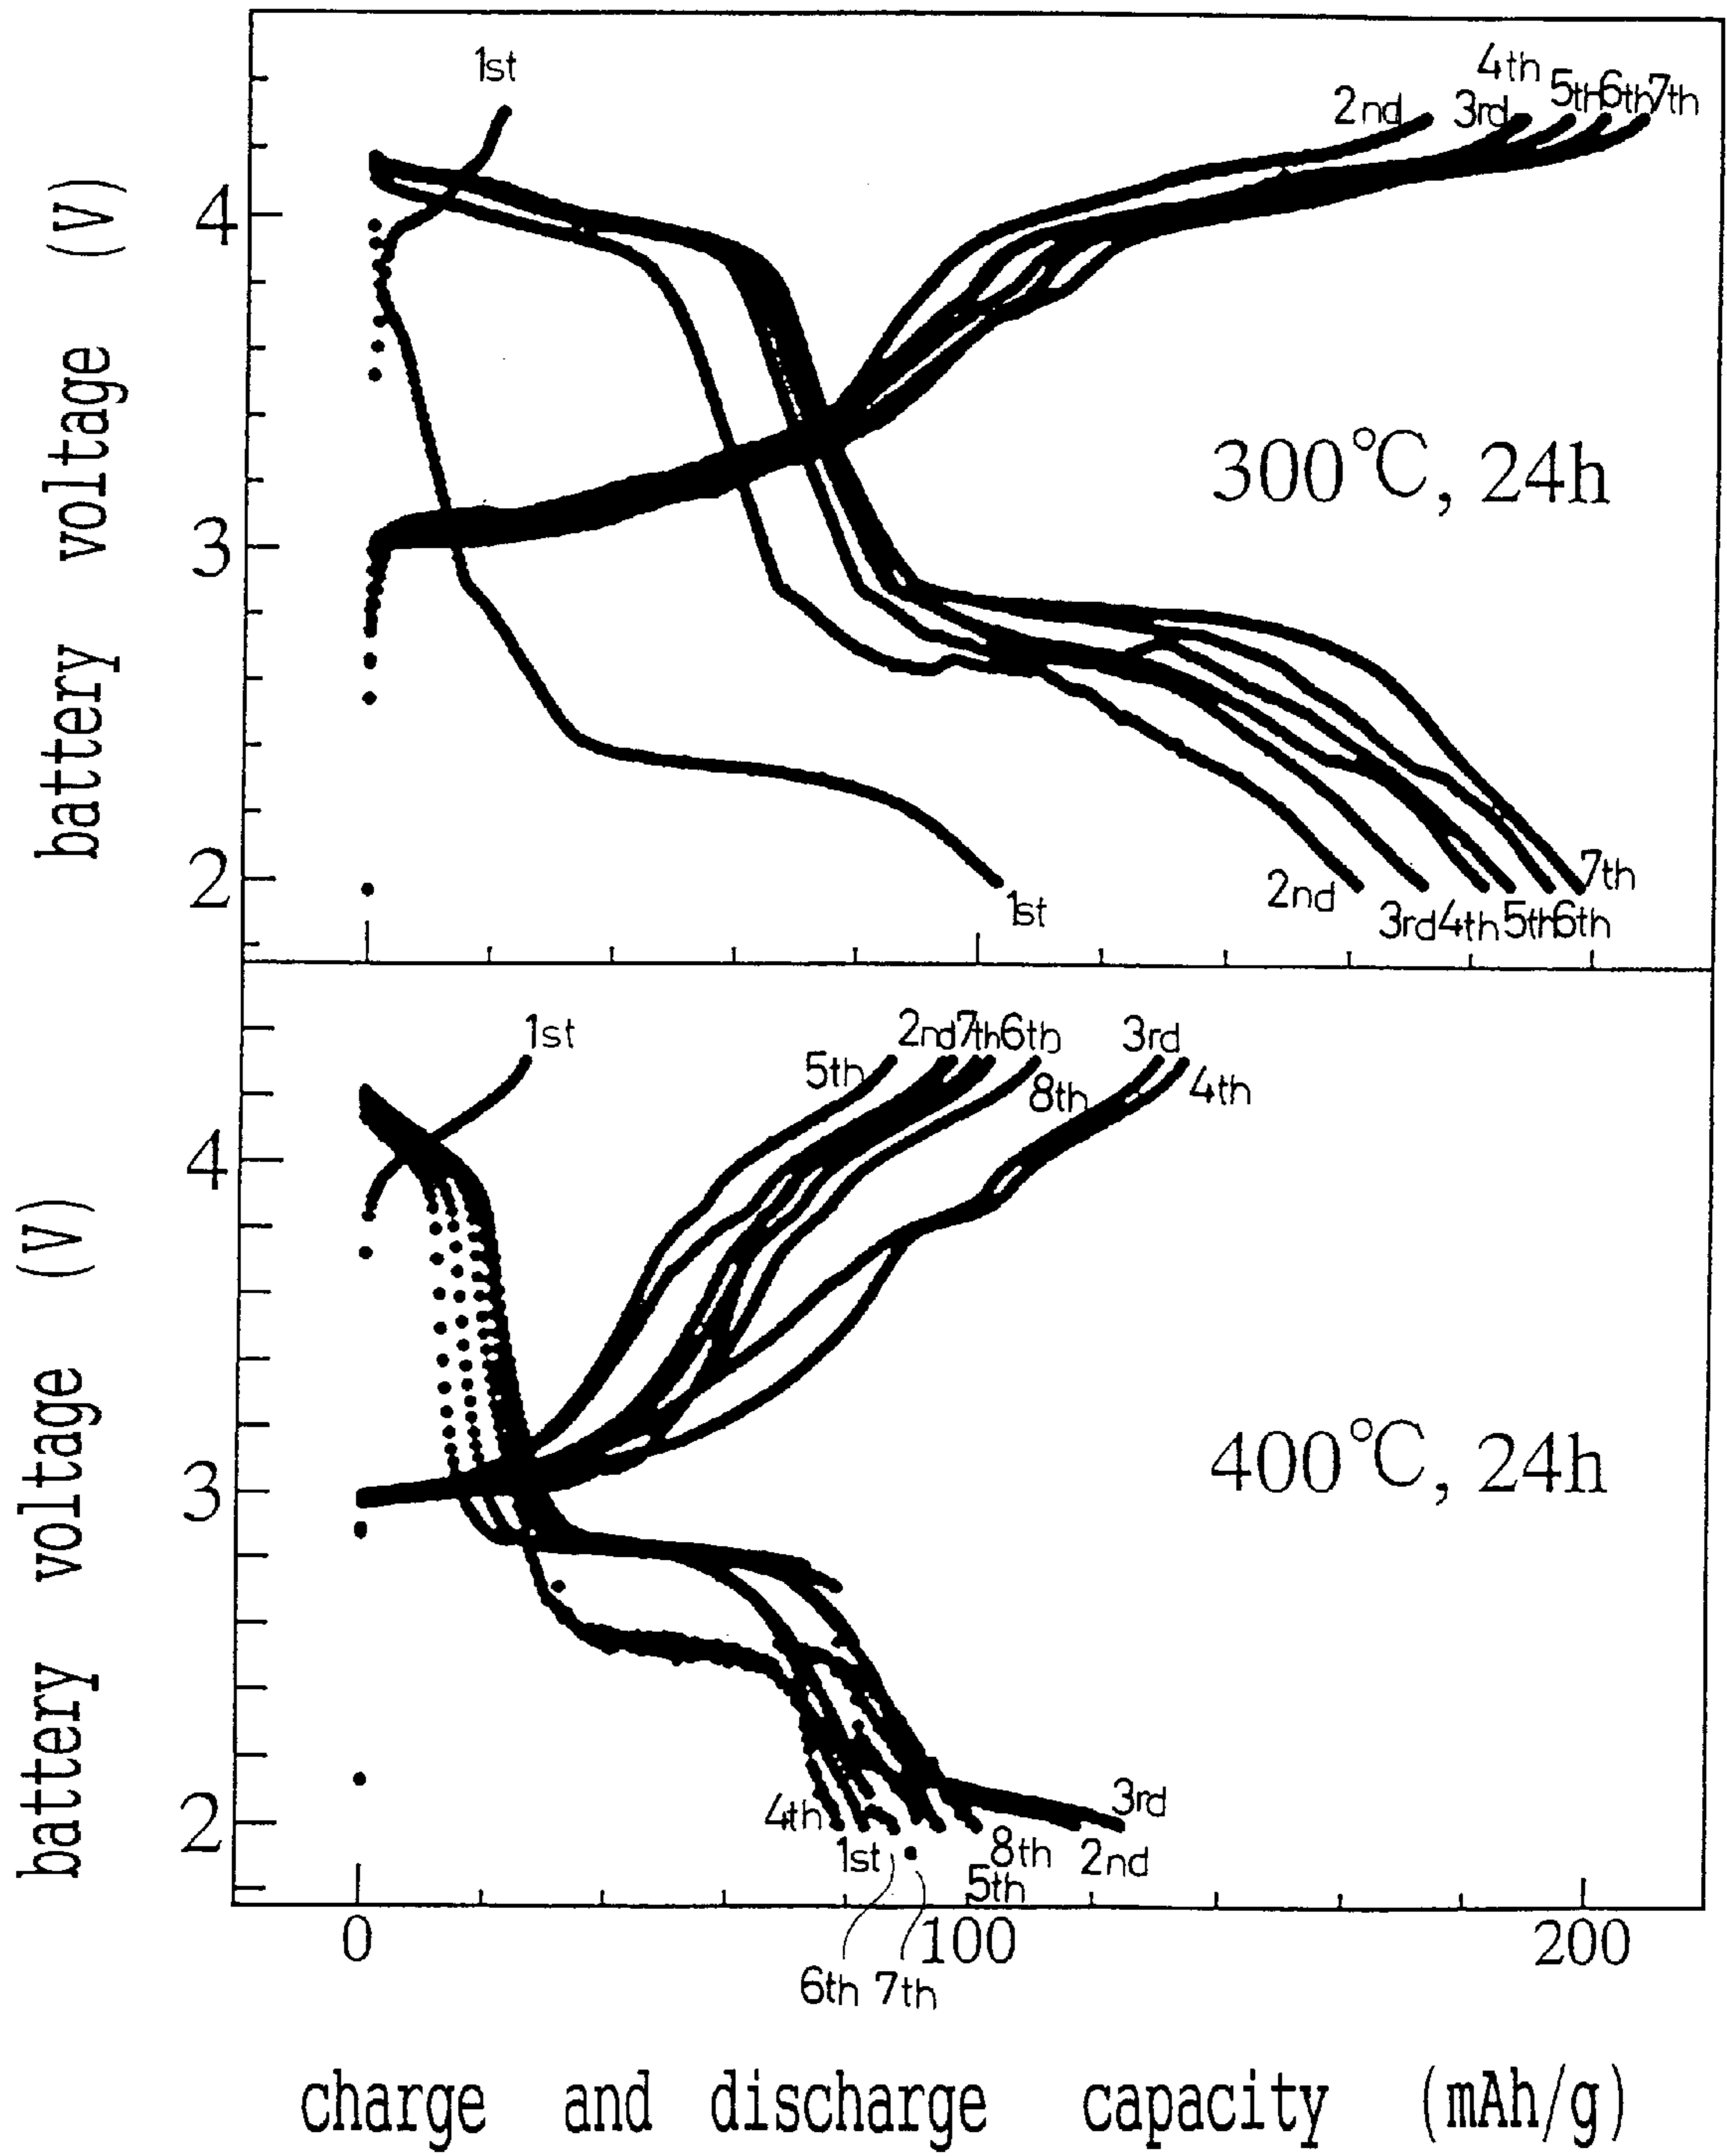 1st
4th
2nd 3rd 5th 6th 7th
4
battery voltage (V)
300℃, 24h
3
2
1st
2nd
7th
3rd 4th 5th 6th
1st
2nd 7th 6th
3rd
5th
8th
4th
4
battery voltage (V)
400℃, 24h
3
2
4th
3rd
1st
8th 2nd
5th
0 100 200
6th 7th
charge and discharge capacity (mAh/g)